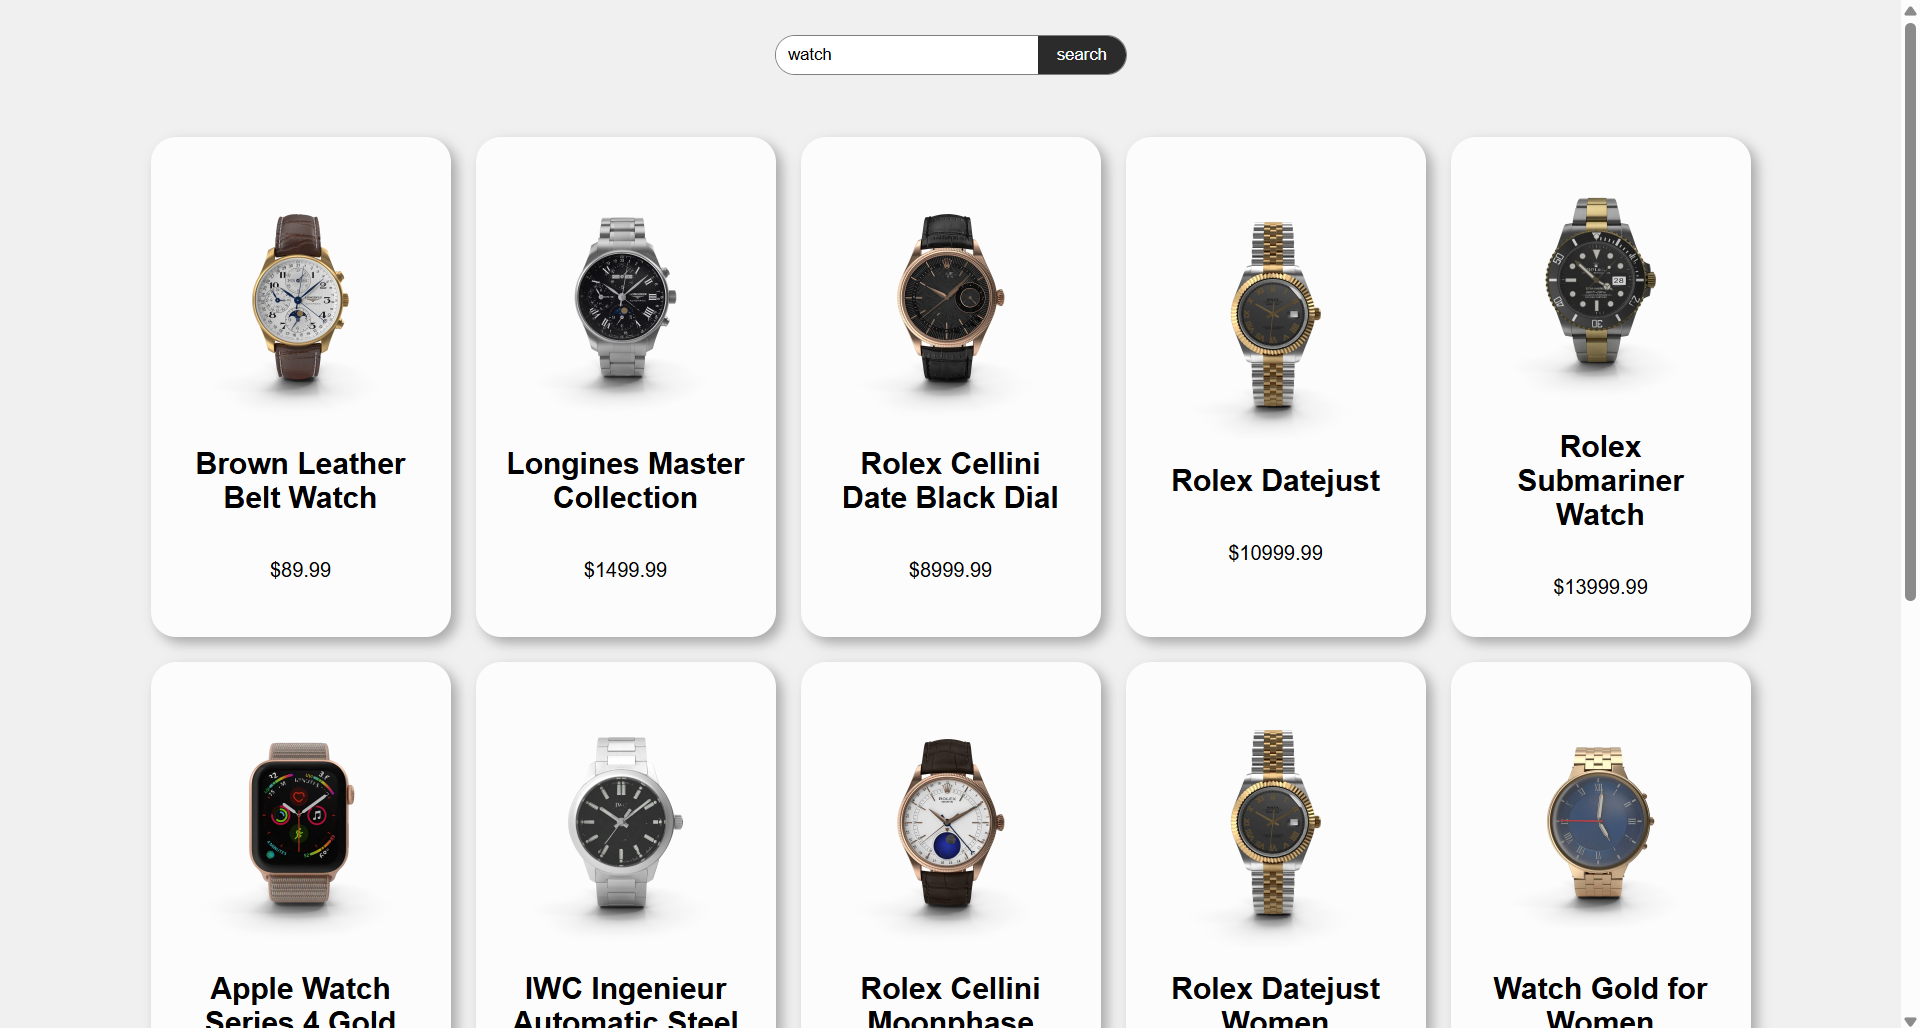 watch
search
Brown Leather
Belt Watch
$89.99
Longines Master
Collection
$1499.99
Rolex Cellini
Date Black Dial
$8999.99
Rolex Datejust
$10999.99
Rolex
Submariner
Watch
$13999.99
Apple Watch
Series 4 Gold
IWC Ingenieur
Automatic Steel
Rolex Cellini
Moonphase
Rolex Datejust
Women
Watch Gold for
Women